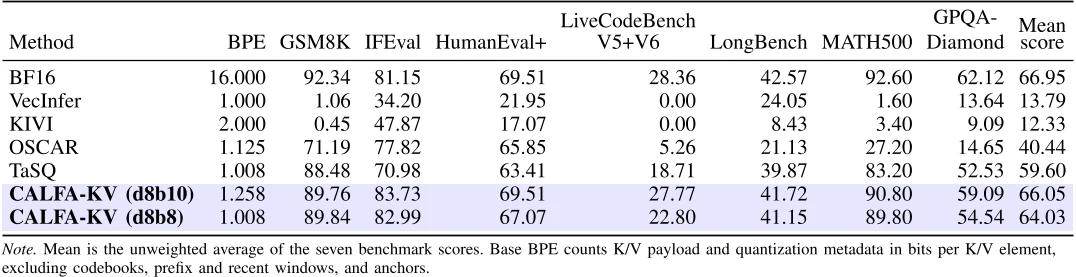 Method BPE GSM8K IFEval HumanEval+ LiveCodeBench V5+V6 LongBench MATH500 GPQA-Diamond Mean score
BF16 16.000 92.34 81.15 69.51 28.36 42.57 92.60 62.12 66.95
VecInfer 1.000 1.06 34.20 21.95 0.00 24.05 1.60 13.64 13.79
KIVI 2.000 0.45 47.87 17.07 0.00 8.43 3.40 9.09 12.33
OSCAR 1.125 71.19 77.82 65.85 5.26 21.13 27.20 14.65 40.44
TaSQ 1.008 88.48 70.98 63.41 18.71 39.87 83.20 52.53 59.60
CALFA-KV (d8b10) 1.258 89.76 83.73 69.51 27.77 41.72 90.80 59.09 66.05
CALFA-KV (d8b8) 1.008 89.84 82.99 67.07 22.80 41.15 89.80 54.54 64.03
Note. Mean is the unweighted average of the seven benchmark scores. Base BPE counts K/V payload and quantization metadata in bits per K/V element,
excluding codebooks, prefix and recent windows, and anchors.